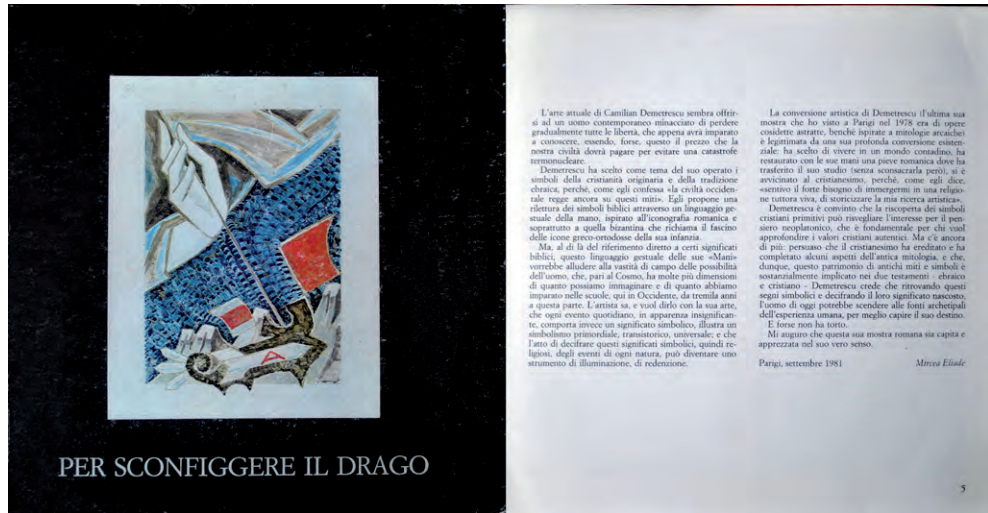 PER SCONFIGGERE IL DRAGO
L'arte attuale di Camilian Demetrescu sembra offrir-
si ad un uomo contemporaneo minacciato di perdere
gradualmente tutte le libertà, che appena avrà imparato
a conoscere, essendo, forse, questo il prezzo che la
nostra civiltà dovrà pagare per evitare una catastrofe
termonucleare.
Demetrescu ha scelto come tema del suo operato i
simboli della cristianità originaria e della tradizione
ebraica, perché, come egli confessa «la civiltà occiden-
tale regge ancora su questi miti». Egli propone una
rilettura dei simboli biblici attraverso un linguaggio ge-
stuale della mano, ispirato all'iconografia romanica e
soprattutto a quella bizantina che richiama il fascino
delle icone greco-ortodosse della sua infanzia.
Ma, al di là del riferimento diretto a certi significati
biblici, questo linguaggio gestuale delle sue «Mani»
vorrebbe alludere alla vastità di campo delle possibilità
dell'uomo, che, pari al Cosmo, ha molte più dimensioni
di quanto possiamo immaginare e di quanto abbiamo
imparato nelle scuole, qui in Occidente, da tremila anni
a questa parte. L'artista sa, e vuol dirlo con la sua arte,
che ogni evento quotidiano, in apparenza insignifican-
te, comporta invece un significato simbolico, illustra un
simbolismo primordiale, transistorico, universale; e che
l'atto di decifrare questi significati simbolici, quindi re-
ligiosi, degli eventi di ogni natura, può diventare uno
strumento di illuminazione, di redenzione.
La conversione artistica di Demetrescu (l'ultima sua
mostra che ho visto a Parigi nel 1978 era di opere
cosidette astratte, benché ispirate a mitologie arcaiche)
è legittimata da una sua profonda conversione esisten-
ziale: ha scelto di vivere in un mondo contadino, ha
restaurato con le sue mani una pieve romanica dove ha
trasferito il suo studio (senza sconsacrarla però), si è
avvicinato al cristianesimo, perché, come egli dice,
«sentivo il forte bisogno di immergermi in una religio-
ne tuttora viva, di storicizzare la mia ricerca artistica».
Demetrescu è convinto che la riscoperta dei simboli
cristiani primitivi può risvegliare l'interesse per il pen-
siero neoplatonico, che è fondamentale per chi vuol
approfondire i valori cristiani autentici. Ma c'è ancora
di più: persuaso che il cristianesimo ha ereditato e ha
completato alcuni aspetti dell'antica mitologia, e che,
dunque, questo patrimonio di antichi miti e simboli è
sostanzialmente implicato nei due testamenti - ebraico
e cristiano - Demetrescu crede che ritrovando questi
segni simbolici e decifrando il loro significato nascosto,
l'uomo di oggi potrebbe scendere alle fonti archetipali
dell'esperienza umana, per meglio capire il suo destino.
E forse non ha torto.
Mi auguro che questa sua mostra romana sia capita e
apprezzata nel suo vero senso.
Parigi, settembre 1981 Mircea Eliade
5